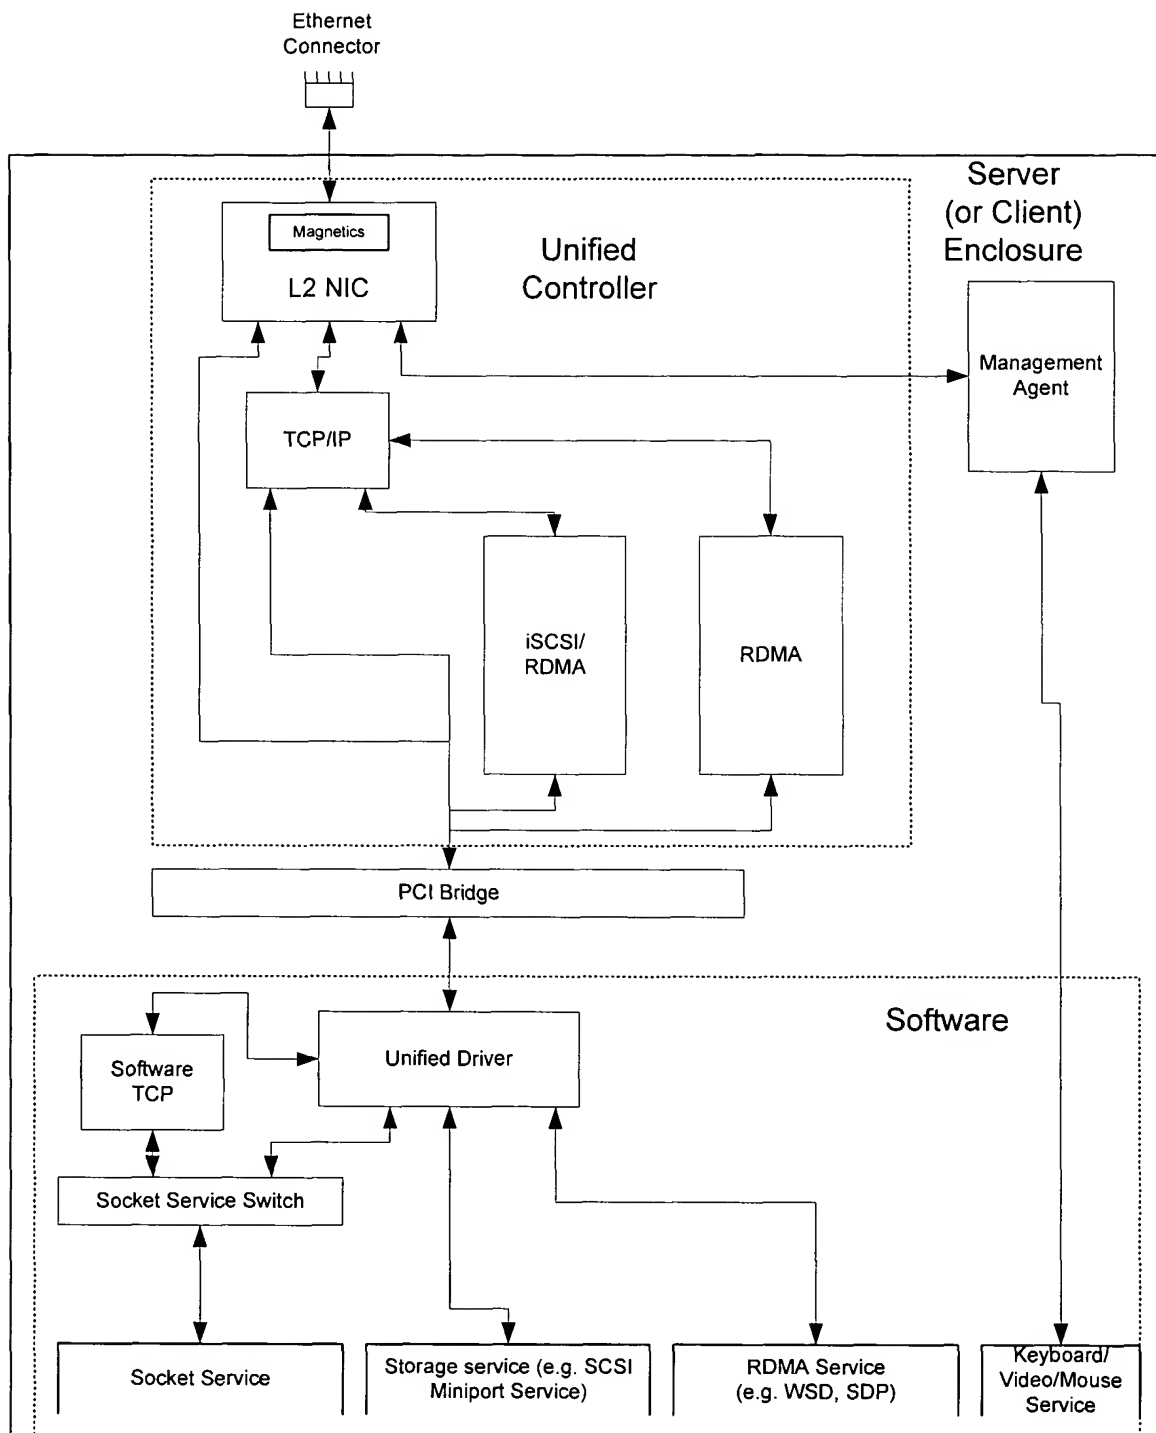 Ethernet
Connector
Server
(or Client)
Enclosure
Magnetics
L2 NIC
Unified
Controller
Management
Agent
TCP/IP
iSCSI/
RDMA
RDMA
PCI Bridge
Software
Software
TCP
Unified Driver
Socket Service Switch
Socket Service
Storage service (e.g. SCSI
Miniport Service)
RDMA Service
(e.g. WSD, SDP)
Keyboard/
Video/Mouse
Service